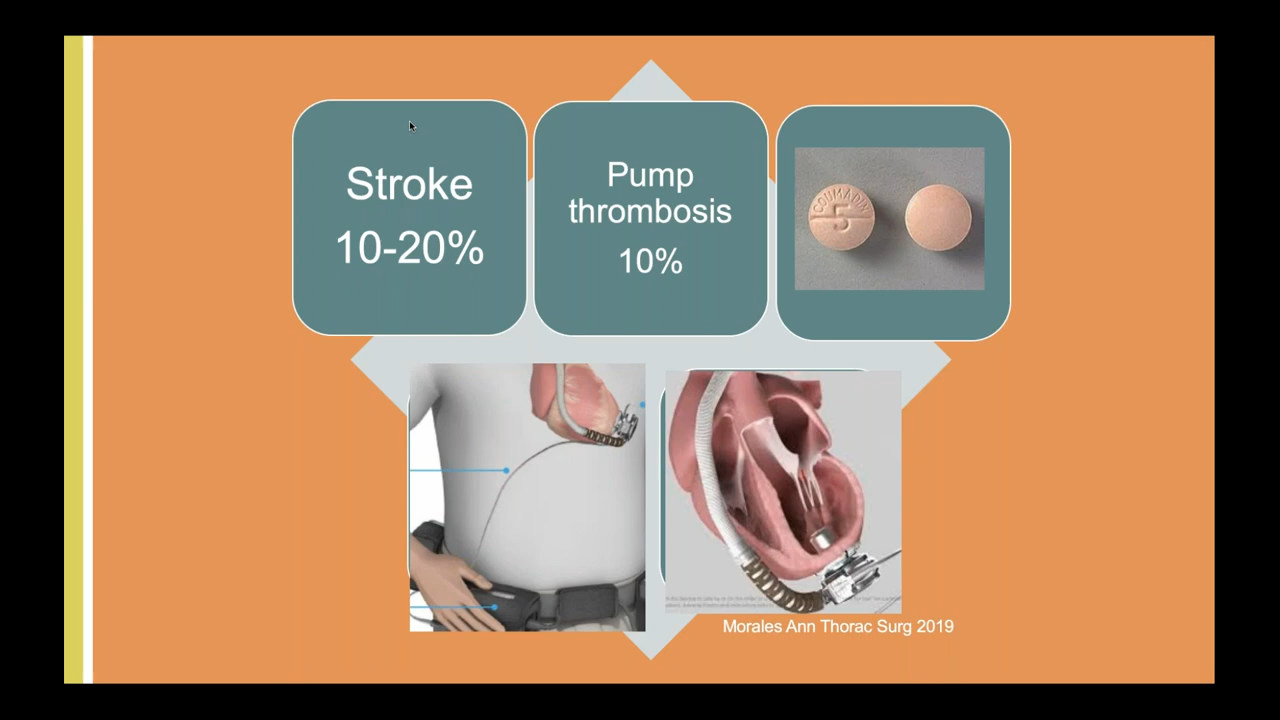 Stroke
10-20%
Pump
thrombosis
10%
COUMADIN
5
Morales Ann Thorac Surg 2019